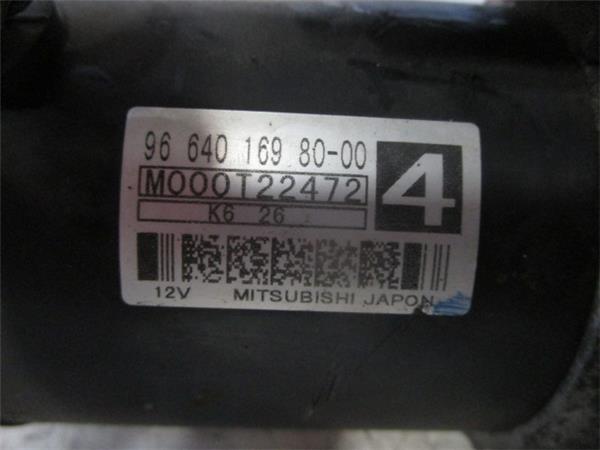 96 640 169 80-00
M000T22472
4
K6 26
12V MITSUBISHI JAPON